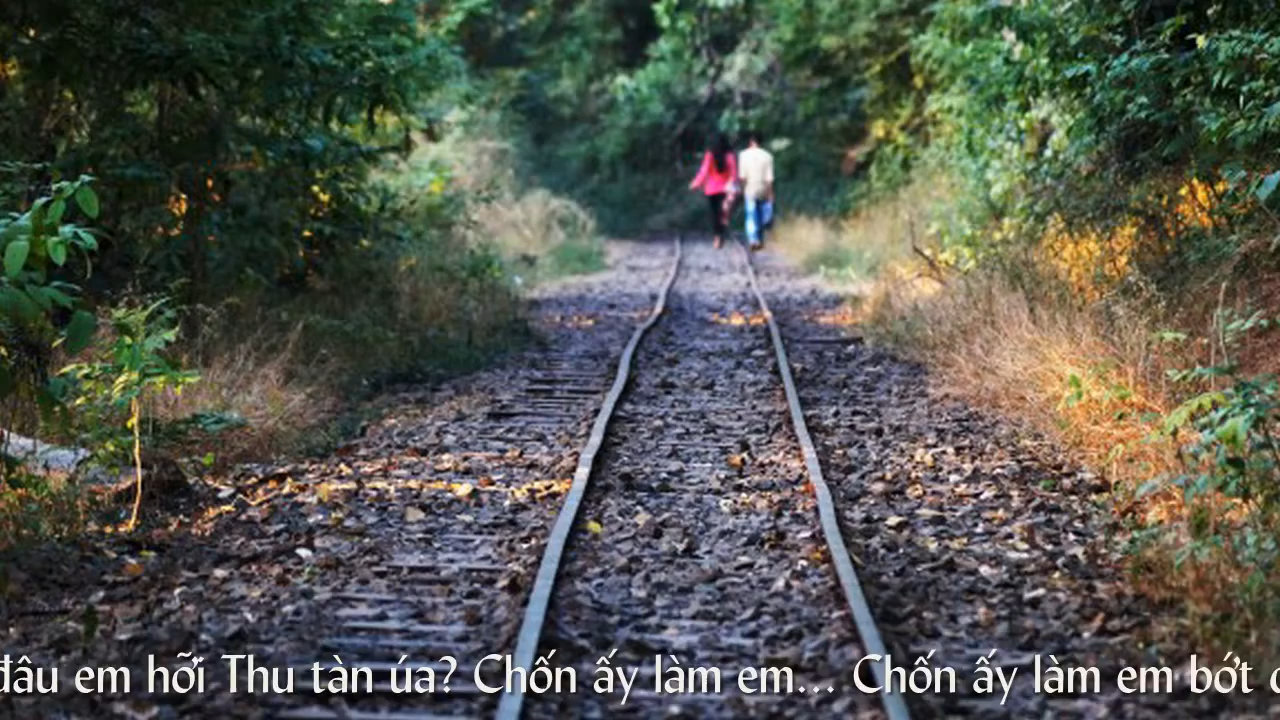 đâu em hỡi Thu tàn úa? Chốn ấy làm em... Chốn ấy làm em bớt